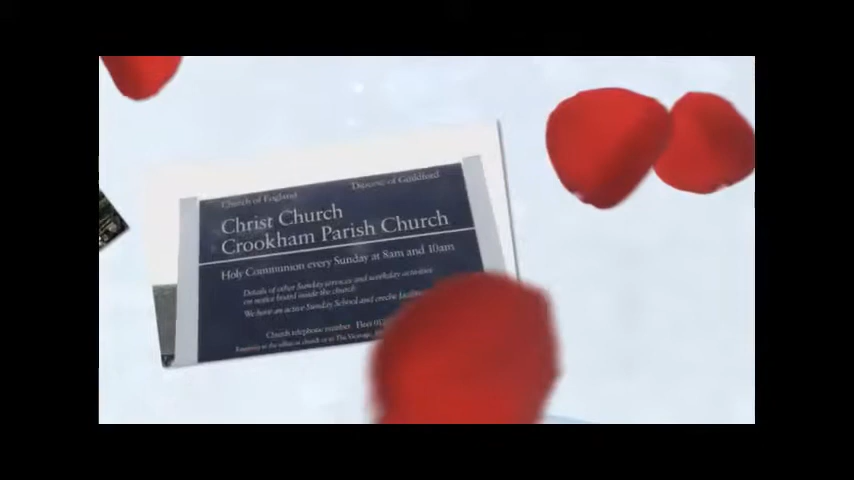 Church of England
Diocese of Guildford
Christ Church
Crookham Parish Church
Holy Communion every Sunday at 8am and 10am
Details of other Sunday services and weekday activities
on notice board inside the church
We have an active Sunday School and creche
Church telephone number Fleet